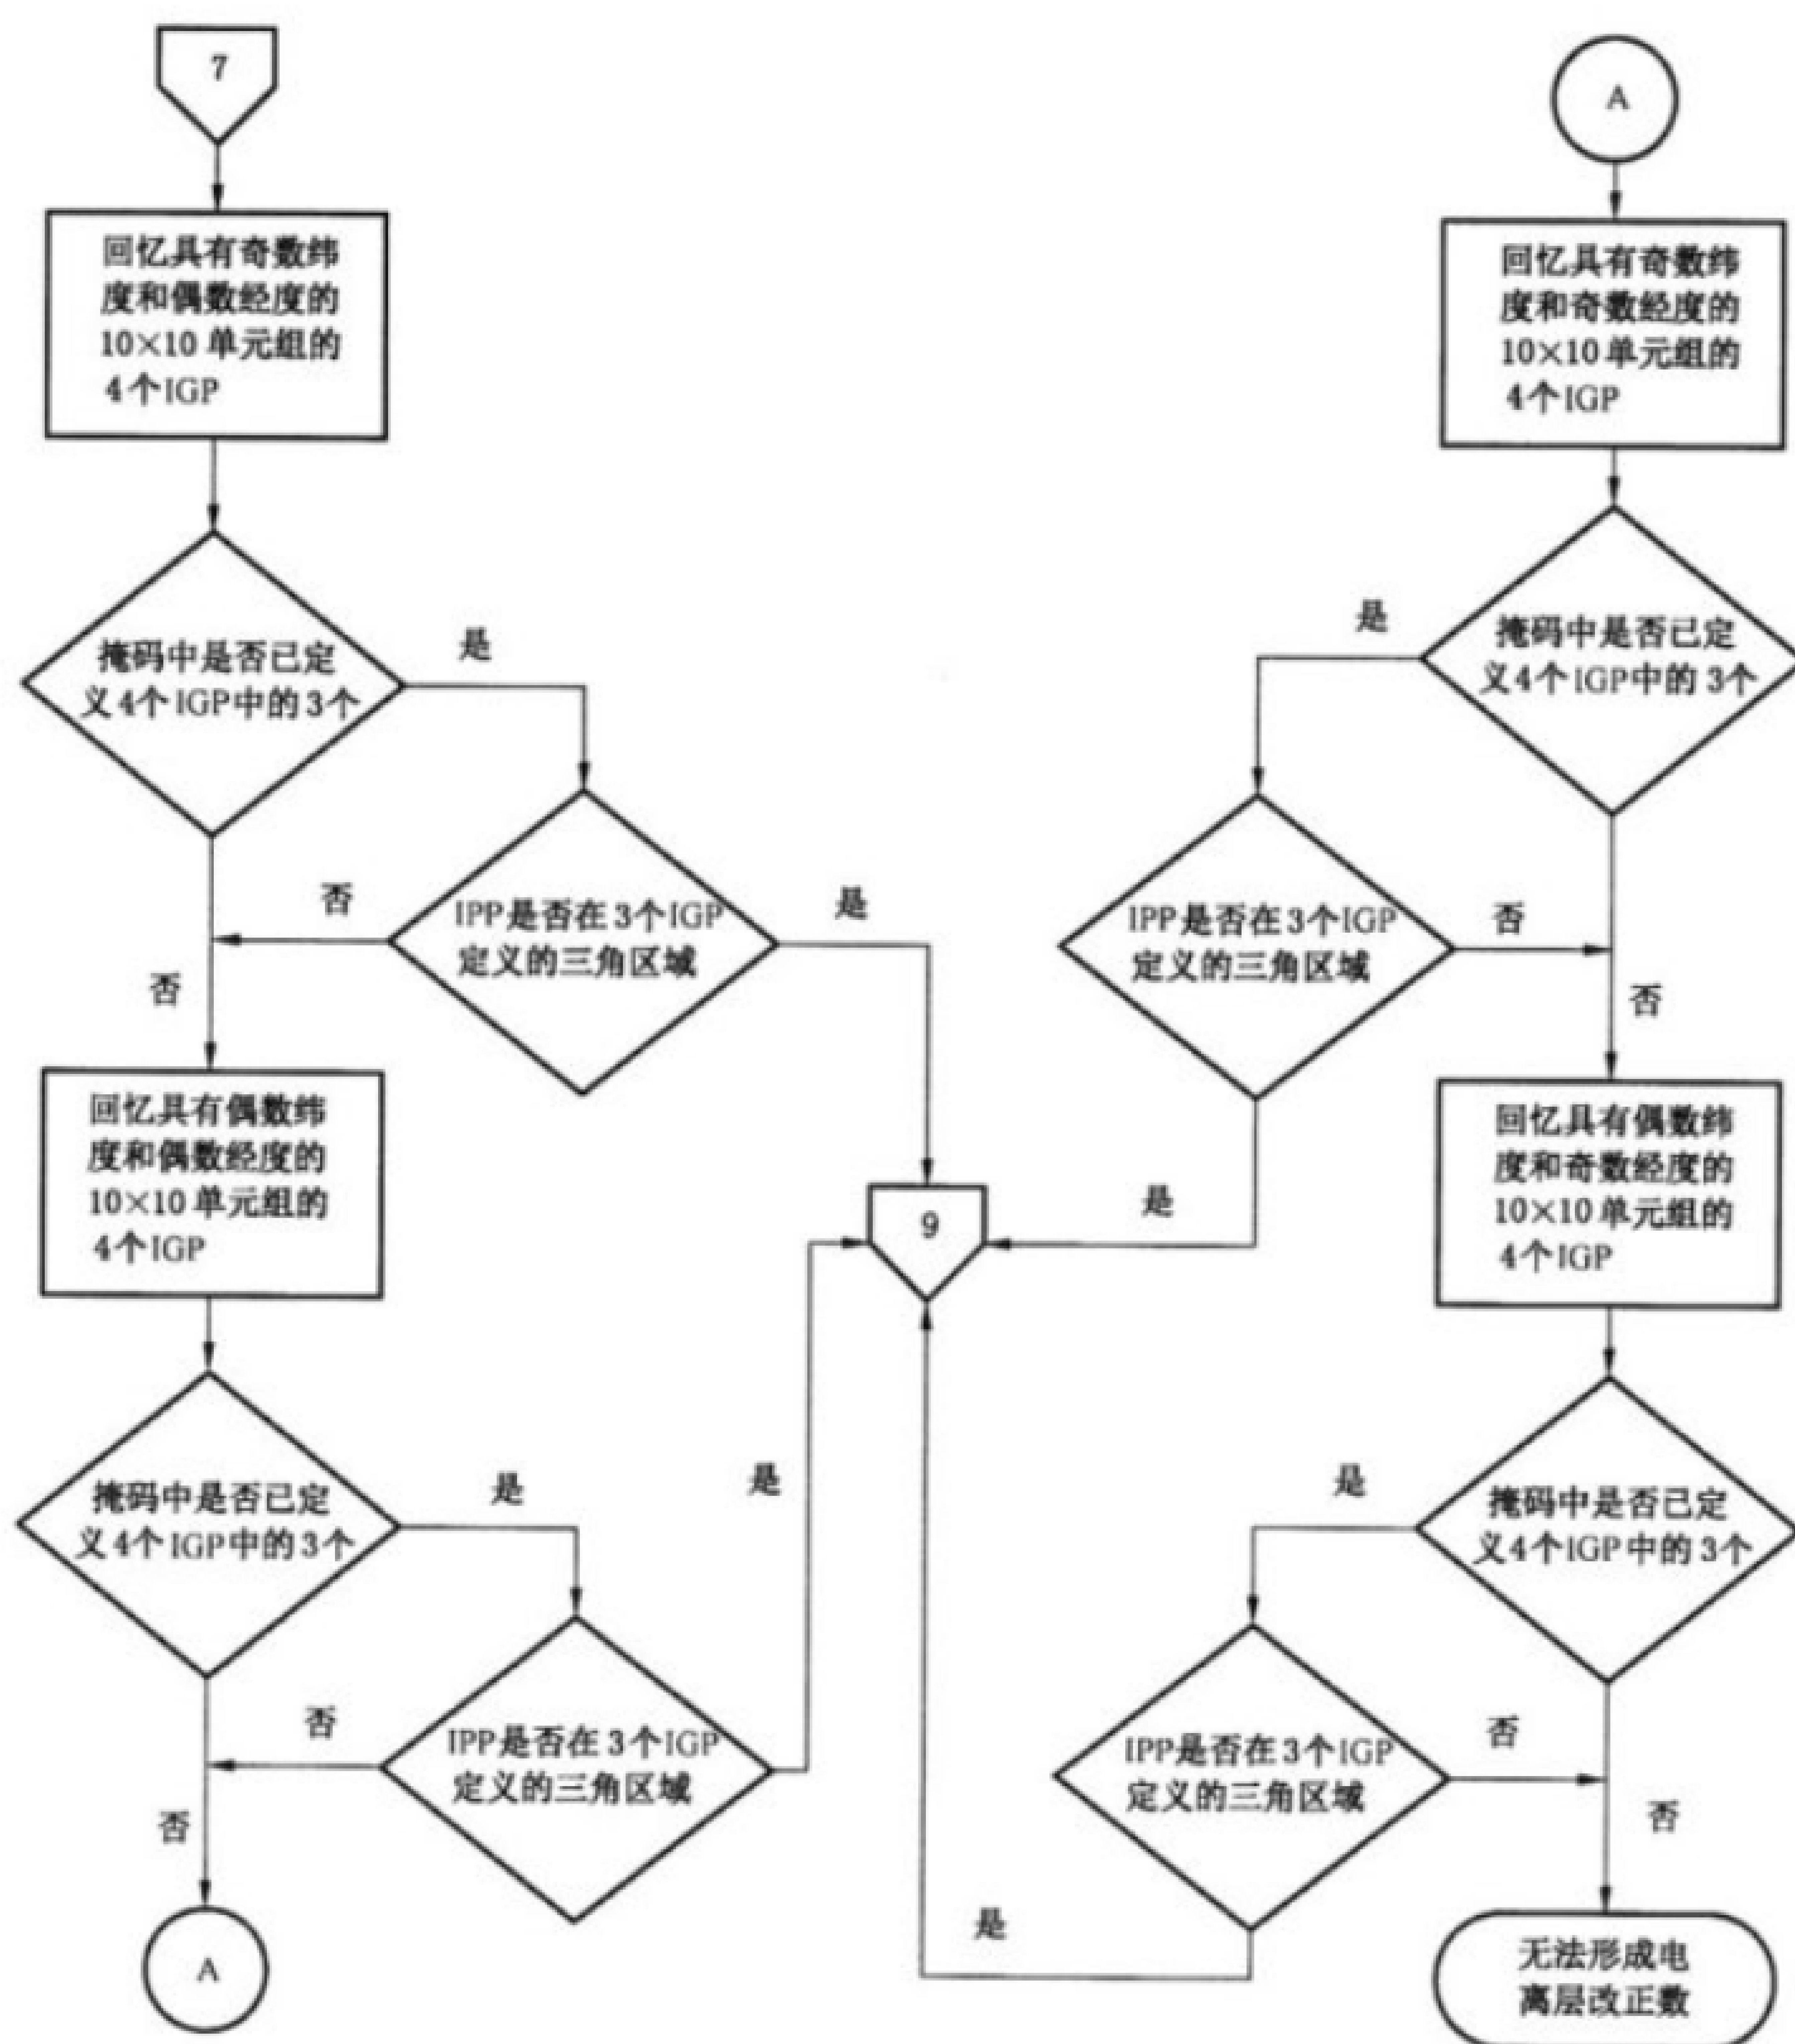 7
回忆具有奇数纬
度和偶数经度的
10×10单元组的
4个IGP
掩码中是否已定
义4个IGP中的3个
是
IPP是否在3个IGP
定义的三角区域
否
是
否
回忆具有偶数纬
度和偶数经度的
10×10单元组的
4个IGP
掩码中是否已定
义4个IGP中的3个
是
IPP是否在3个IGP
定义的三角区域
否
是
否
A
9
A
回忆具有奇数纬
度和奇数经度的
10×10单元组的
4个IGP
掩码中是否已定
义4个IGP中的3个
是
IPP是否在3个IGP
定义的三角区域
否
是
否
回忆具有偶数纬
度和奇数经度的
10×10单元组的
4个IGP
掩码中是否已定
义4个IGP中的3个
是
IPP是否在3个IGP
定义的三角区域
否
是
否
无法形成电
离层改正数